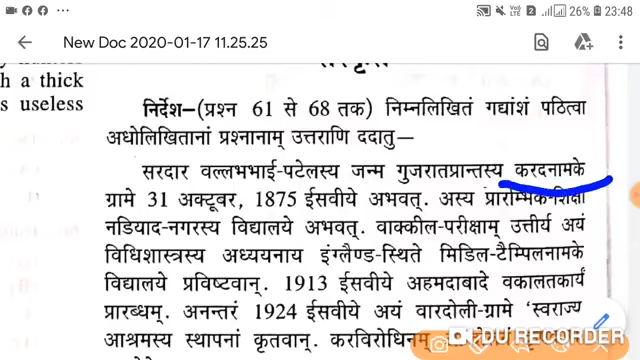 26% 23:48
New Doc 2020-01-17 11.25.25
h a thick
s useless
निर्देश–(प्रश्न 61 से 68 तक) निम्नलिखितं गद्यांशं पठित्वा
अधोलिखितानां प्रश्नानाम् उत्तराणि ददातु—
सरदार वल्लभभाई-पटेलस्य जन्म गुजरातप्रान्तस्य करदनामके
ग्रामे 31 अक्टूबर, 1875 ईसवीये अभवत्. अस्य प्रारम्भिक-शिक्षा
नडियाद-नगरस्य विद्यालये अभवत्. वाक्कील-परीक्षाम् उत्तीर्य अयं
विधिशास्त्रस्य अध्ययनाय इंग्लैण्ड-स्थिते मिडिल-टैम्पिलनामके
विद्यालये प्रविष्टवान्. 1913 ईसवीये अहमदाबादे वकालतकार्यं
प्रारब्धम्. अनन्तरं 1924 ईसवीये अयं वारदोली-ग्रामे 'स्वराज्य
आश्रमस्य स्थापनां कृतवान्. करविरोधिनम्
DU RECORDER